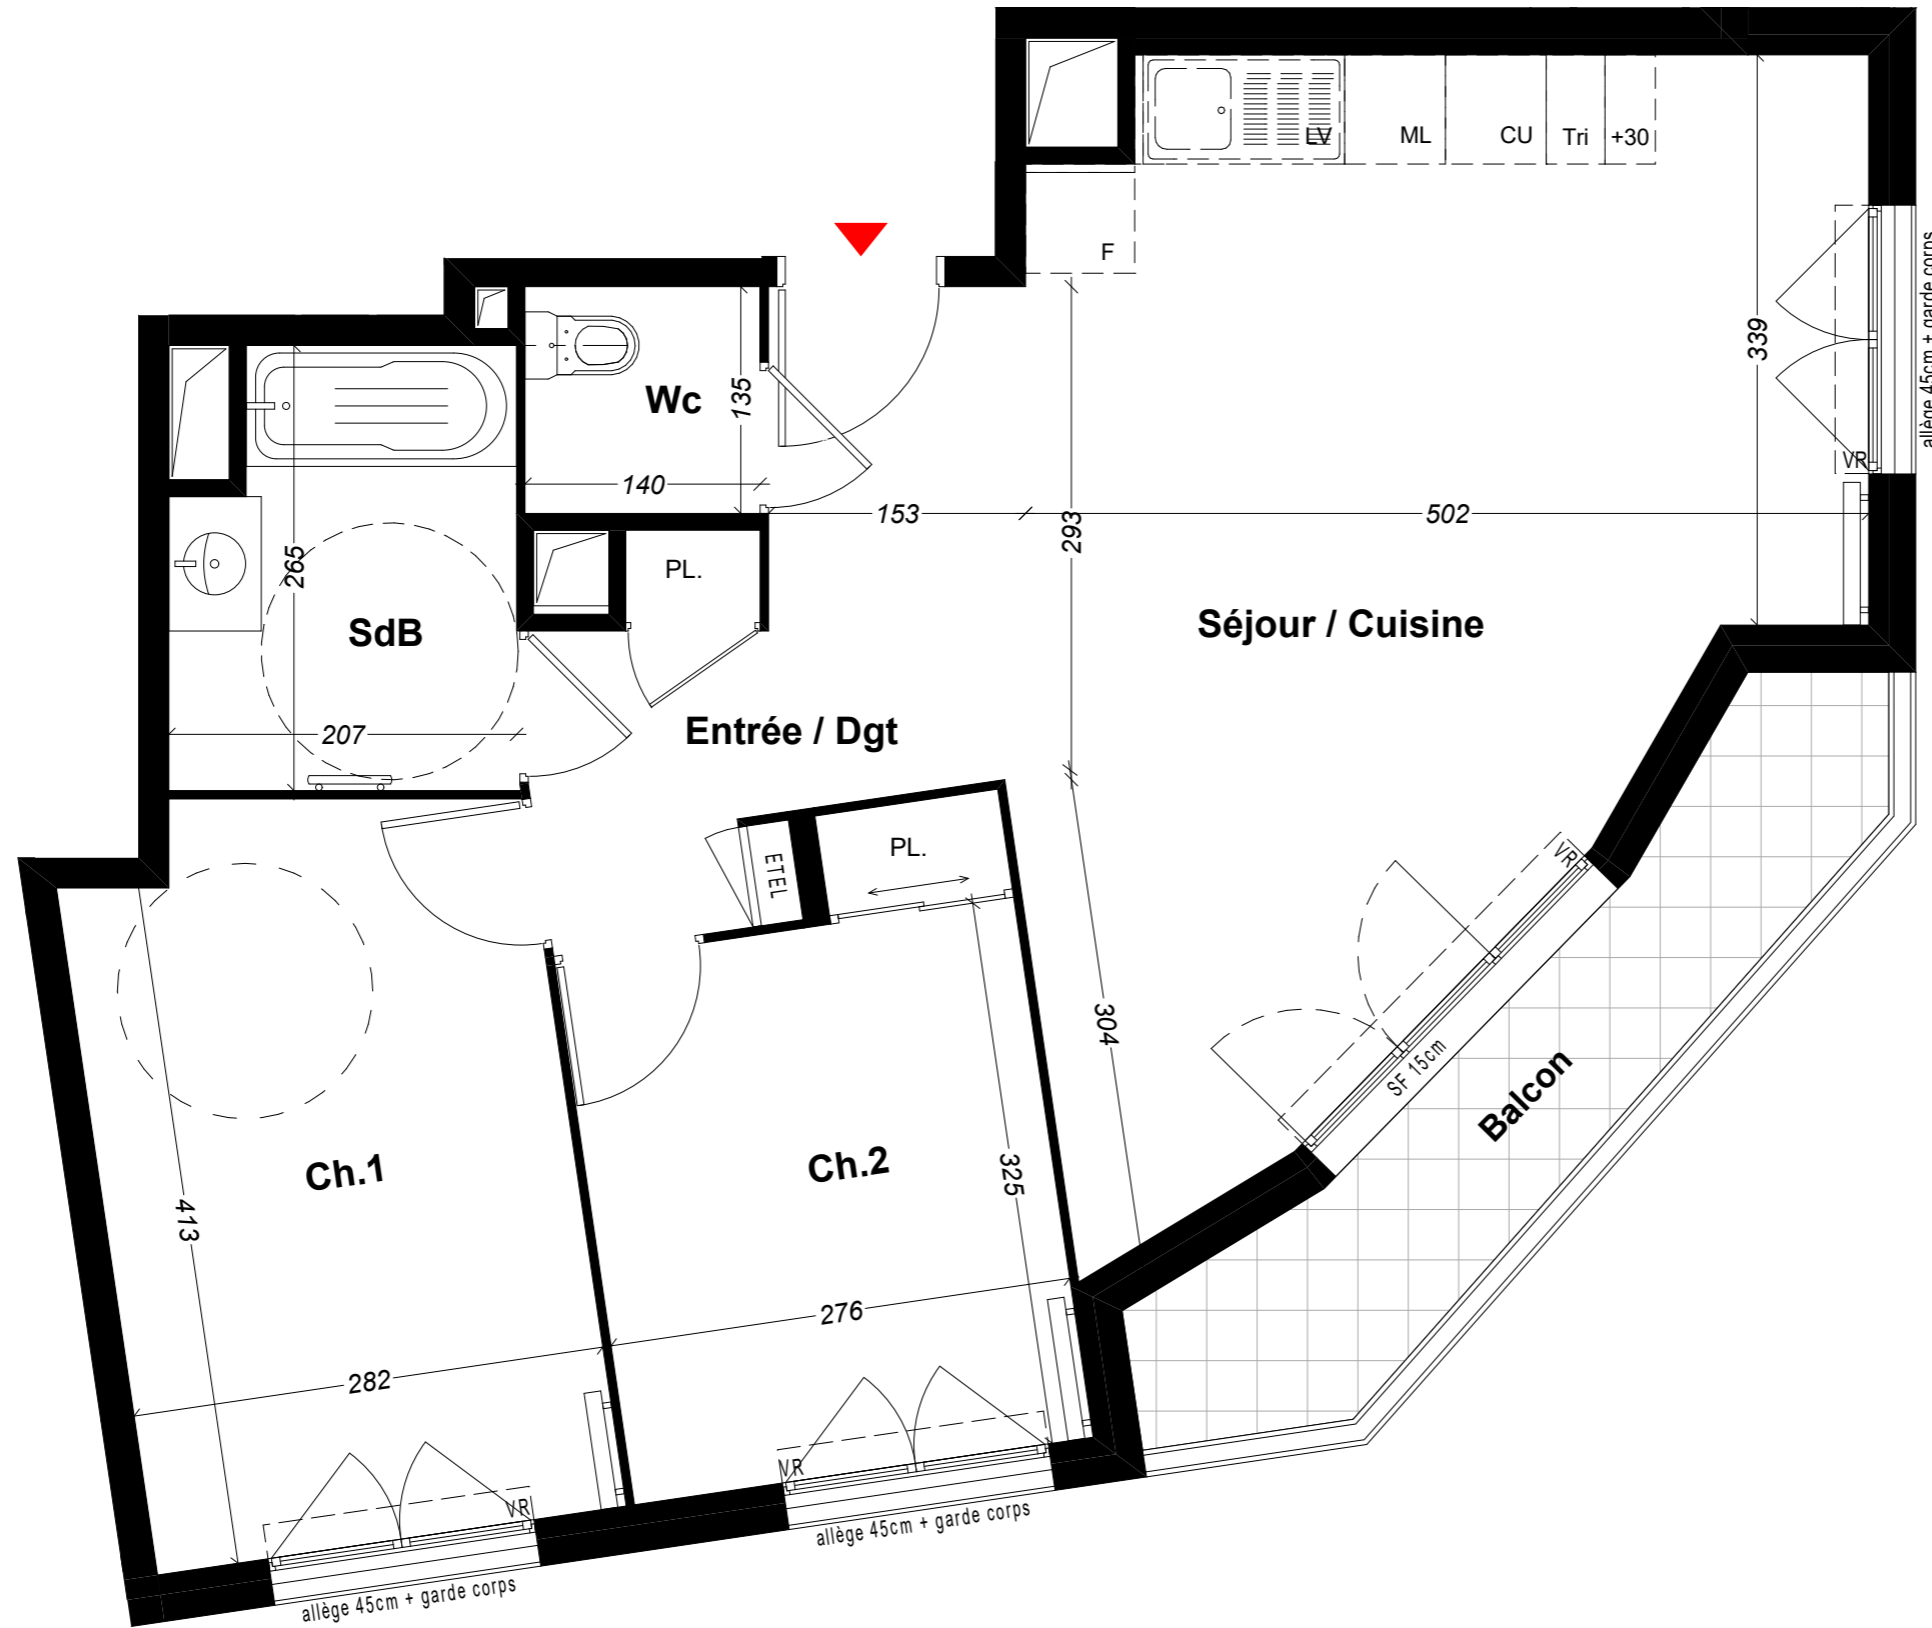 LV
ML
CU
Tri
+30
F
allège 45cm + garde corps
339
VR
Wc
135
140
153
293
502
265
PL.
SdB
Séjour / Cuisine
207
Entrée / Dgt
ETEL
PL.
VR
304
SF 15cm
Balcon
Ch.1
Ch.2
325
413
276
282
VR
VR
allège 45cm + garde corps
allège 45cm + garde corps